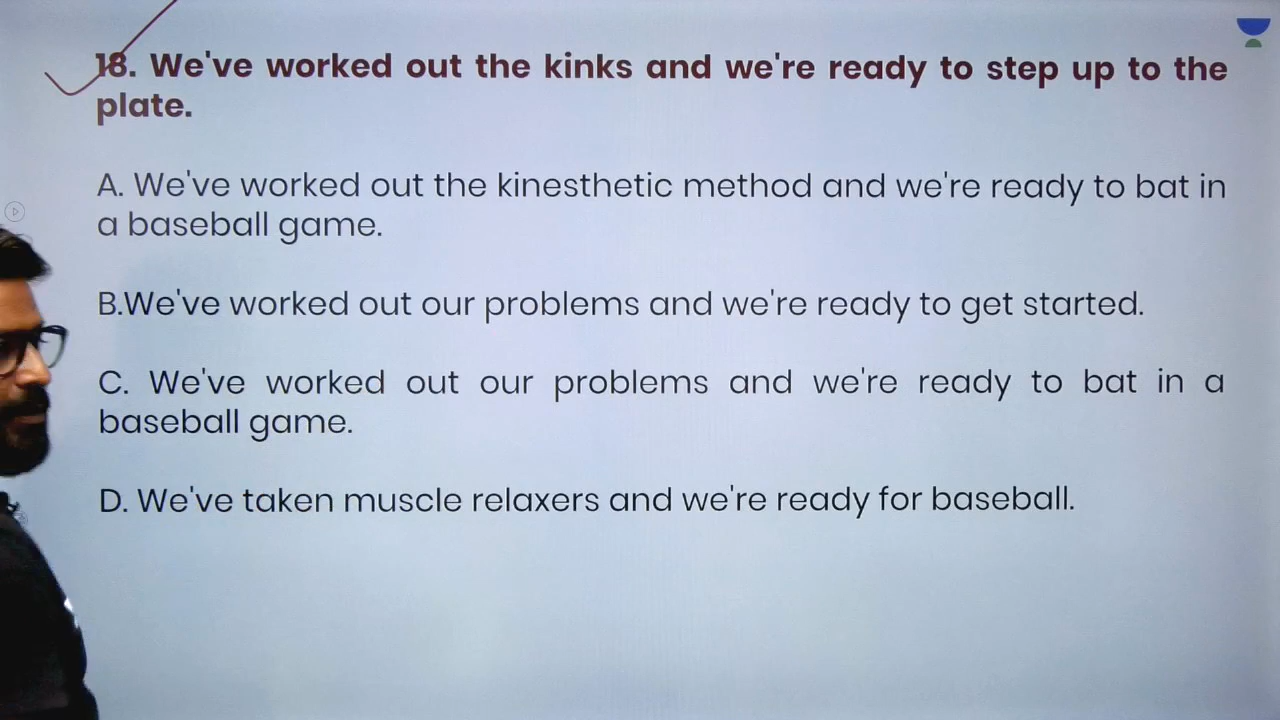 18. We've worked out the kinks and we're ready to step up to the
plate.
A. We've worked out the kinesthetic method and we're ready to bat in
a baseball game.
B.We've worked out our problems and we're ready to get started.
C. We've worked out our problems and we're ready to bat in a
baseball game.
D. We've taken muscle relaxers and we're ready for baseball.